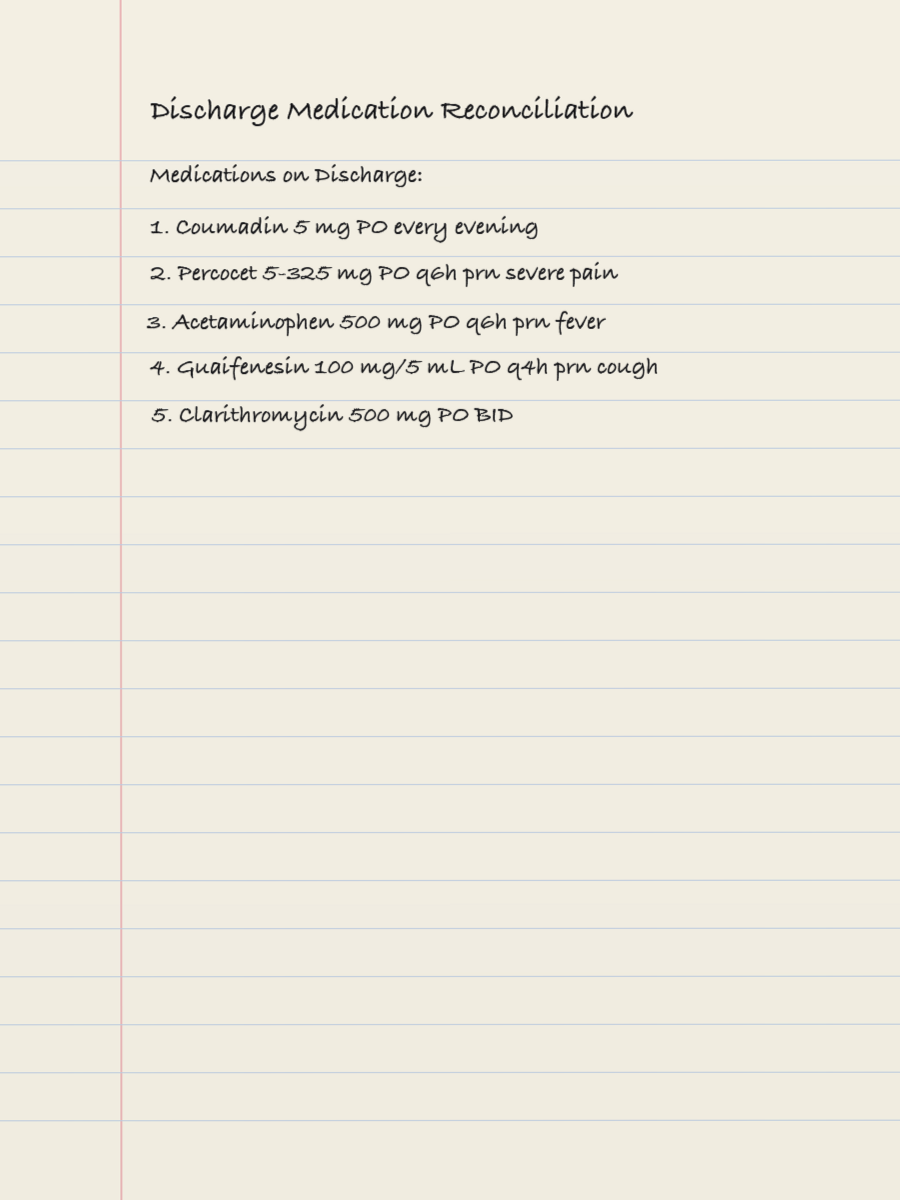 Discharge Medication Reconciliation
Medications on Discharge:
1. Coumadin 5 mg PO every evening
2. Percocet 5-325 mg PO q6h prn severe pain
3. Acetaminophen 500 mg PO q6h prn fever
4. Guaifenesin 100 mg/5 mL PO q4h prn cough
5. Clarithromycin 500 mg PO BID